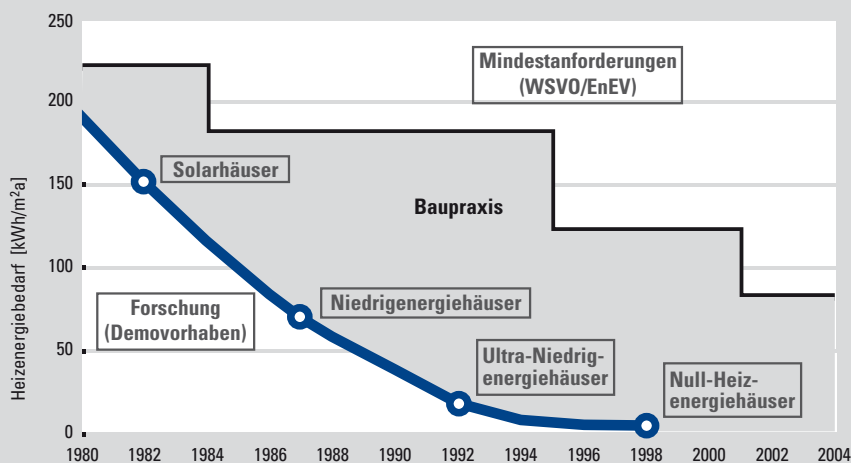 Heizenergiebedarf [kWh/m²a]
250
200
150
100
50
0
Mindestanforderungen
(WSVO/EnEV)
Solarhäuser
Baupraxis
Forschung
(Demovorhaben)
Niedrigenergiehäuser
Ultra-Niedrig-
energiehäuser
Null-Heiz-
energiehäuser
1980 1982 1984 1986 1988 1990 1992 1994 1996 1998 2000 2002 2004